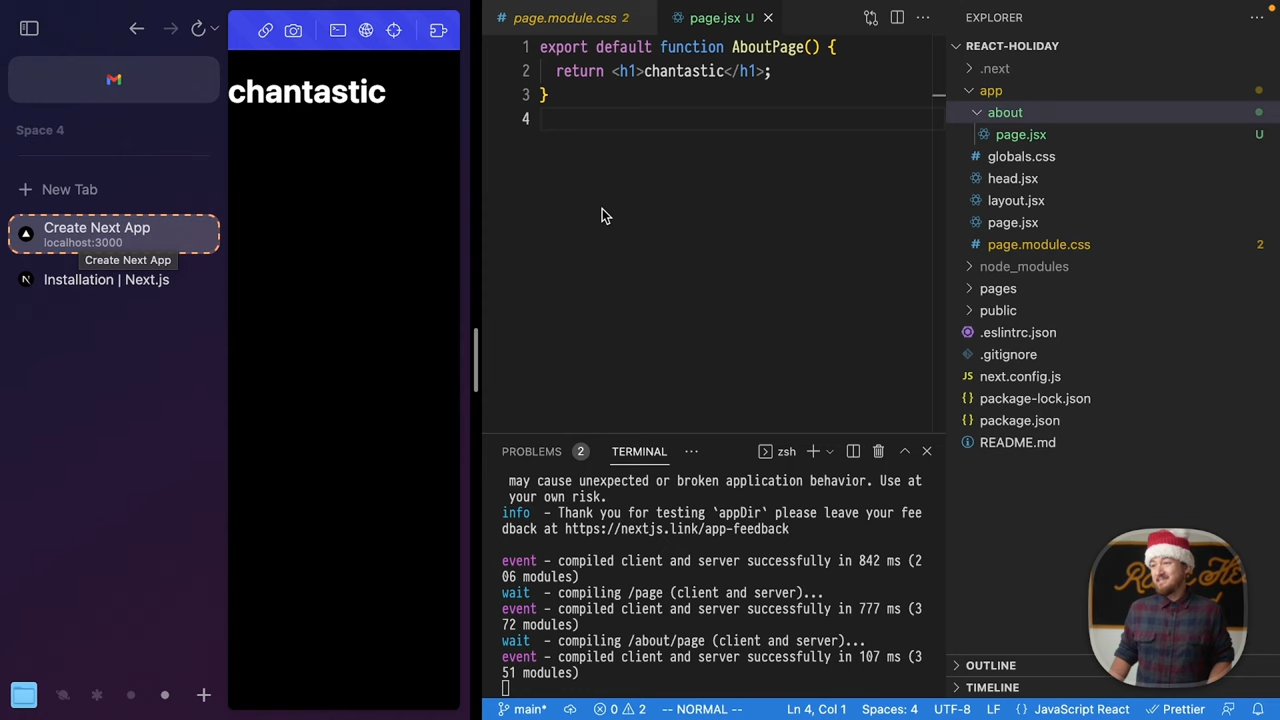 Space 4
New Tab
Create Next App
localhost:3000
Create Next App
Installation | Next.js
chantastic
page.module.css 2
page.jsx U
1 export default function AboutPage() {
2 return <h1>chantastic</h1>;
3 }
4
PROBLEMS 2 TERMINAL ... zsh
may cause unexpected or broken application behavior. Use at
your own risk.
info - Thank you for testing `appDir` please leave your fee
dback at https://nextjs.link/app-feedback
event - compiled client and server successfully in 842 ms (2
06 modules)
wait - compiling /page (client and server)...
event - compiled client and server successfully in 777 ms (3
72 modules)
wait - compiling /about/page (client and server)...
event - compiled client and server successfully in 107 ms (3
51 modules)
EXPLORER
REACT-HOLIDAY
.next
app
about
page.jsx U
globals.css
head.jsx
layout.jsx
page.jsx
page.module.css 2
node_modules
pages
public
.eslintrc.json
.gitignore
next.config.js
package-lock.json
package.json
README.md
OUTLINE
TIMELINE
main* 0 2 -- NORMAL -- Ln 4, Col 1 Spaces: 4 UTF-8 LF {} JavaScript React Prettier